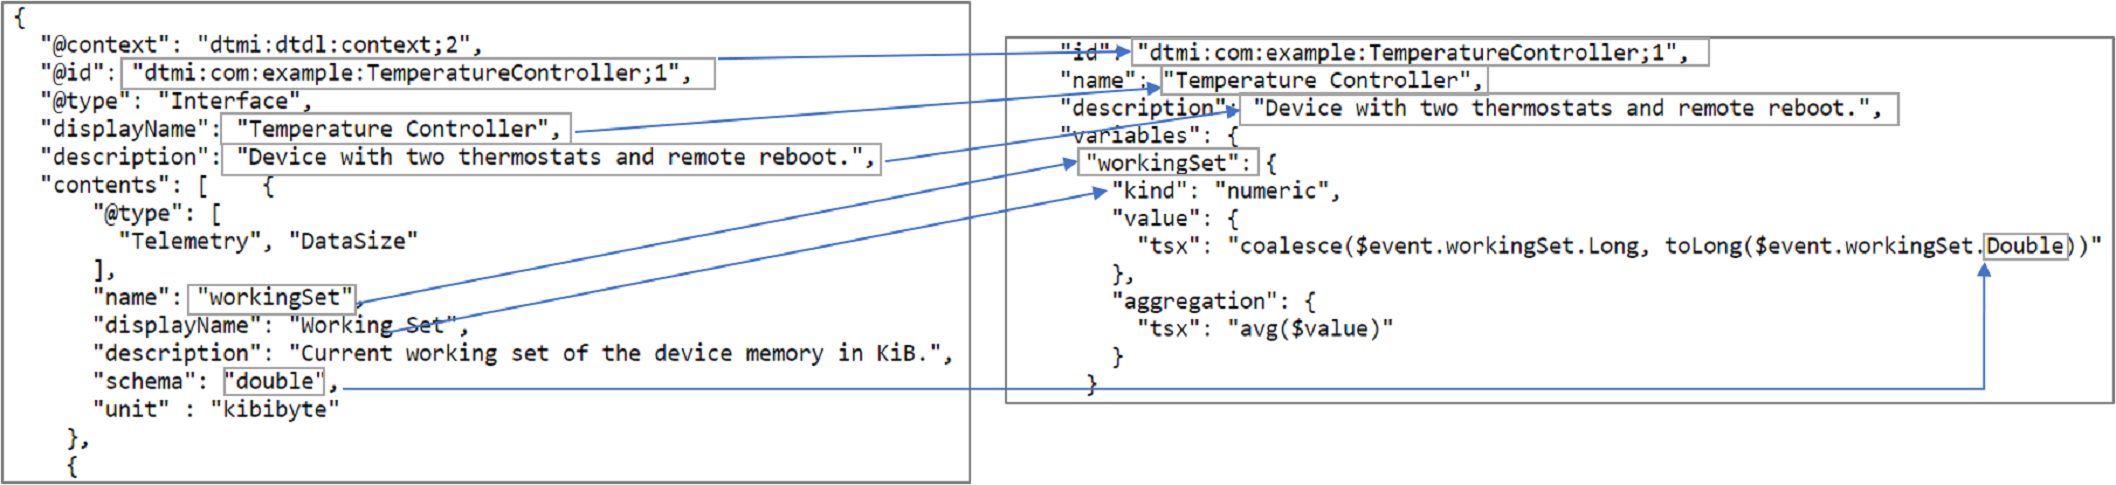 {
"@context": "dtmi:dtdl:context;2",
"@id": "dtmi:com:example:TemperatureController;1",
"@type": "Interface",
"displayName": "Temperature Controller",
"description": "Device with two thermostats and remote reboot.",
"contents": [    {
"@type": [
"Telemetry", "DataSize"
],
"name": "workingSet",
"displayName": "Working Set",
"description": "Current working set of the device memory in KiB.",
"schema": "double",
"unit" : "kibibyte"
},
{
"id": "dtmi:com:example:TemperatureController;1",
"name": "Temperature Controller",
"description": "Device with two thermostats and remote reboot.",
"variables": {
"workingSet": {
"kind": "numeric",
"value": {
"tsx": "coalesce($event.workingSet.Long, toLong($event.workingSet.Double))"
},
"aggregation": {
"tsx": "avg($value)"
}
}